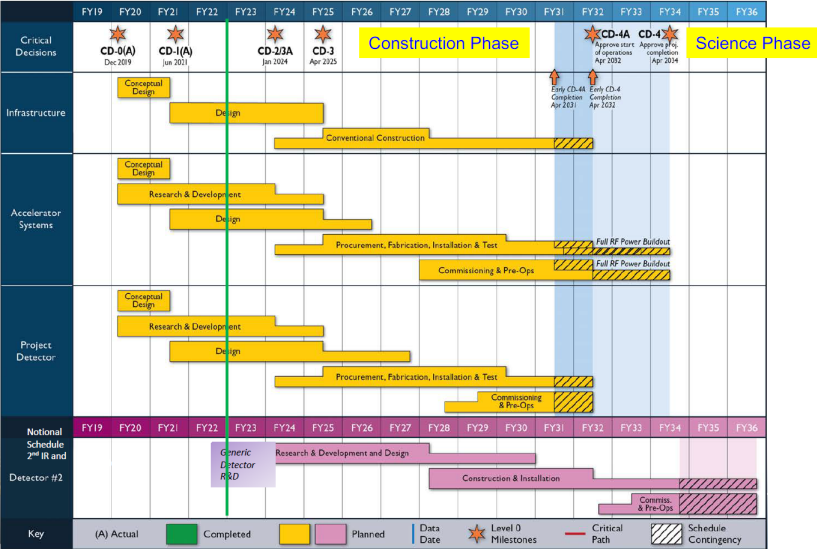 FY19 FY20 FY21 FY22 FY23 FY24 FY25 FY26 FY27 FY28 FY29 FY30 FY31 FY32 FY33 FY34 FY35 FY36
Critical
Decisions
CD-0(A)
Dec 2019
CD-1(A)
Jun 2021
CD-2/3A
Jan 2024
CD-3
Apr 2025
Construction Phase
CD-4A
Approve start
of operations
Apr 2032
CD-4
Approve proj.
completion
Apr 2034
Science Phase
Early CD-4A
Completion
Apr 2031
Early CD-4
Completion
Apr 2032
Infrastructure
Conceptual
Design
Design
Conventional Construction
Accelerator
Systems
Conceptual
Design
Research & Development
Design
Procurement, Fabrication, Installation & Test
Full RF Power Buildout
Commissioning & Pre-Ops
Full RF Power Buildout
Project
Detector
Conceptual
Design
Research & Development
Design
Procurement, Fabrication, Installation & Test
Commissioning
& Pre-Ops
Notional
Schedule
2nd IR and
Detector #2
FY19 FY20 FY21 FY22 FY23 FY24 FY25 FY26 FY27 FY28 FY29 FY30 FY31 FY32 FY33 FY34 FY35 FY36
Generic
Detector
R&D
Research & Development and Design
Construction & Installation
Commiss.
& Pre-Ops
Key
(A) Actual
Completed
Planned
Data
Date
Level 0
Milestones
Critical
Path
Schedule
Contingency